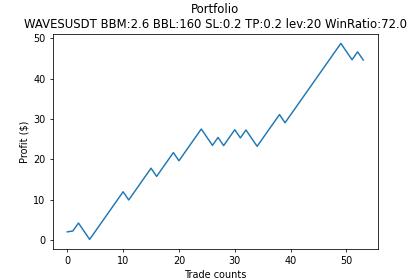 Portfolio
WAVESUSDT BBM:2.6 BBL:160 SL:0.2 TP:0.2 lev:20 WinRatio:72.0
50
40
30
20
10
0
Profit ($)
0 10 20 30 40 50
Trade counts